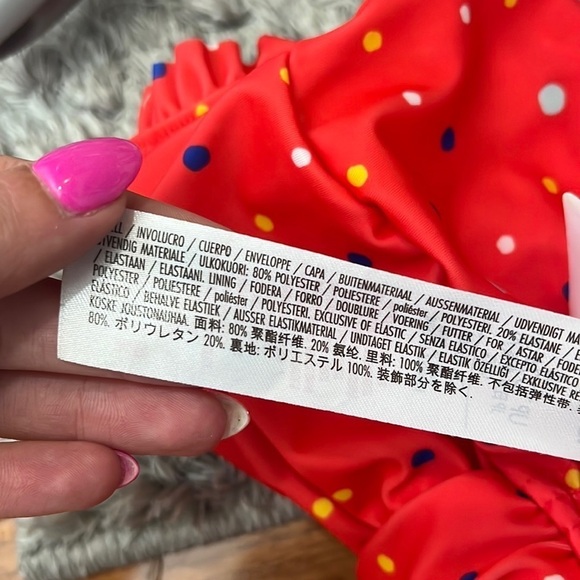 / INVOLUCRO / CUERPO / ENVELOPPE / CAPA / BUITENMATERIAAL / AUSSENMATERIAL / UDVENDIGT
UTVENDIG MATERIALE / ULKOKUORI: 80% POLYESTER / POLIESTERE / poliéster / POLYESTERI. 20% ELASTANE /
/ ELASTAAN / ELASTAANI. LINING / FODERA / FORRO / DOUBLURE / VOERING / FUTTER / FOR / ASTAR /
POLYESTER / POLIESTERE / poliéster / POLYESTERI. EXCLUSIVE OF ELASTIC / SENZA ELASTICO / EXCEPTO ELÁSTICO
ELÁSTICO / BEHALVE ELASTIEK / AUSSER ELASTIKMATERIAL / UNDTAGET ELASTIK / ELASTIK ÖZELLİĞİ / EXCLUSIVE
KOSKE JOUSTONAUHAA. 面料: 80% 聚酯纤维. 20% 氨纶. 里料: 100% 聚酯纤维. 不包括弹性带.
80%. ポリウレタン 20%. 裏地: ポリエステル 100%. 装飾部分を除く.